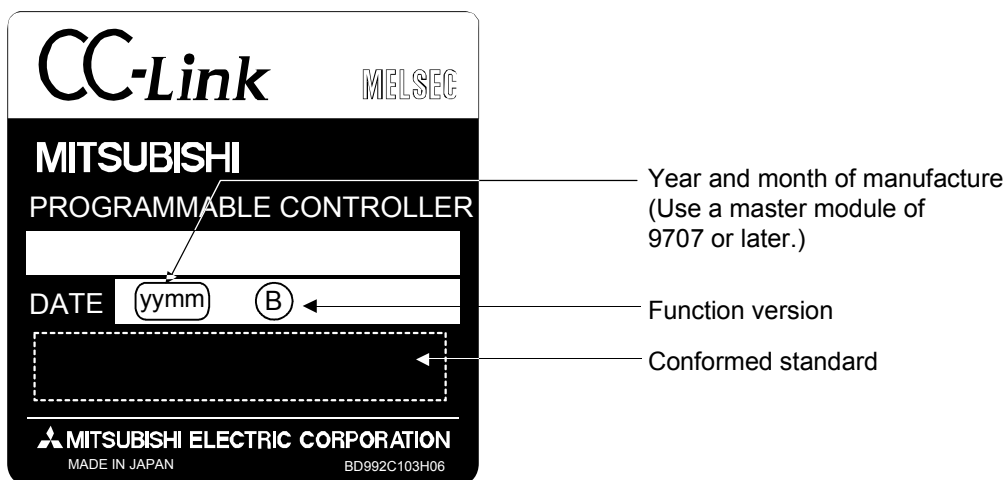 CC-Link MELSEC
MITSUBISHI
PROGRAMMABLE CONTROLLER
DATE yymm B
MITSUBISHI ELECTRIC CORPORATION
MADE IN JAPAN BD992C103H06
Year and month of manufacture
(Use a master module of
9707 or later.)
Function version
Conformed standard